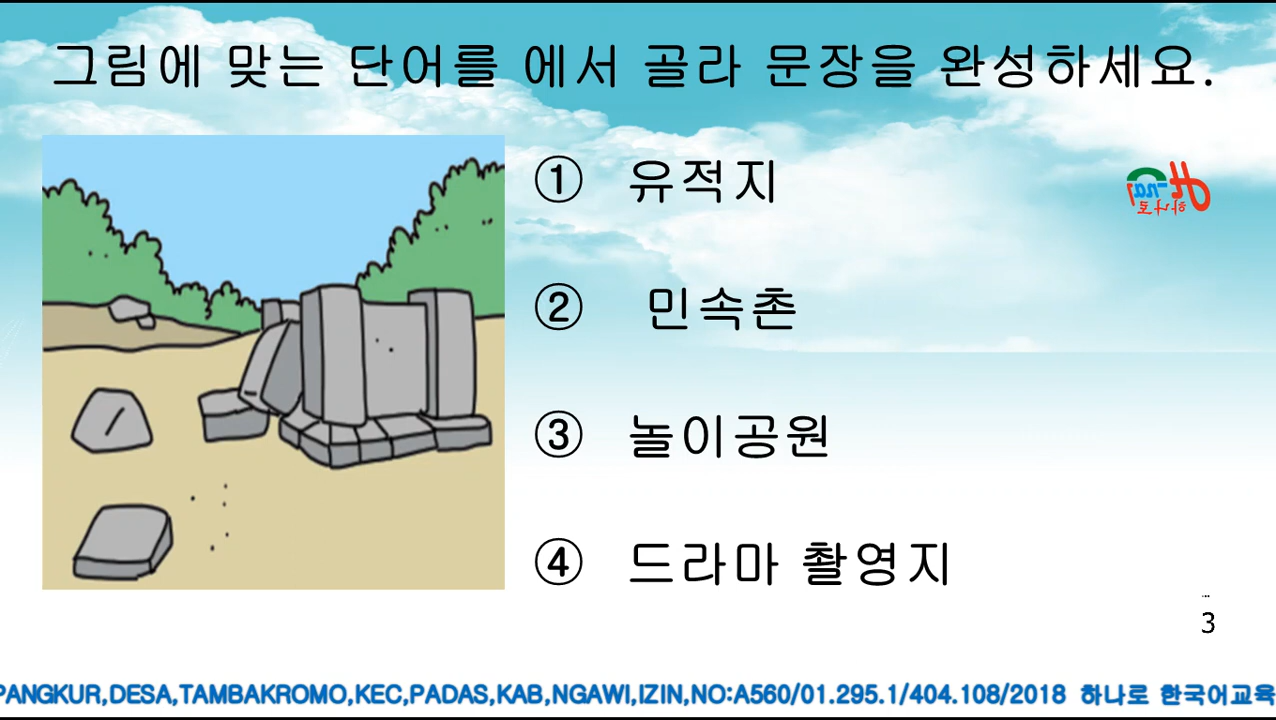 그림에 맞는 단어를 에서 골라 문장을 완성하세요.
① 유적지
② 민속촌
③ 놀이공원
④ 드라마 촬영지
하나로
...
3
PANGKUR,DESA,TAMBAKROMO,KEC,PADAS,KAB,NGAWI,IZIN,NO:A560/01.295.1/404.108/2018 하나로 한국어교육